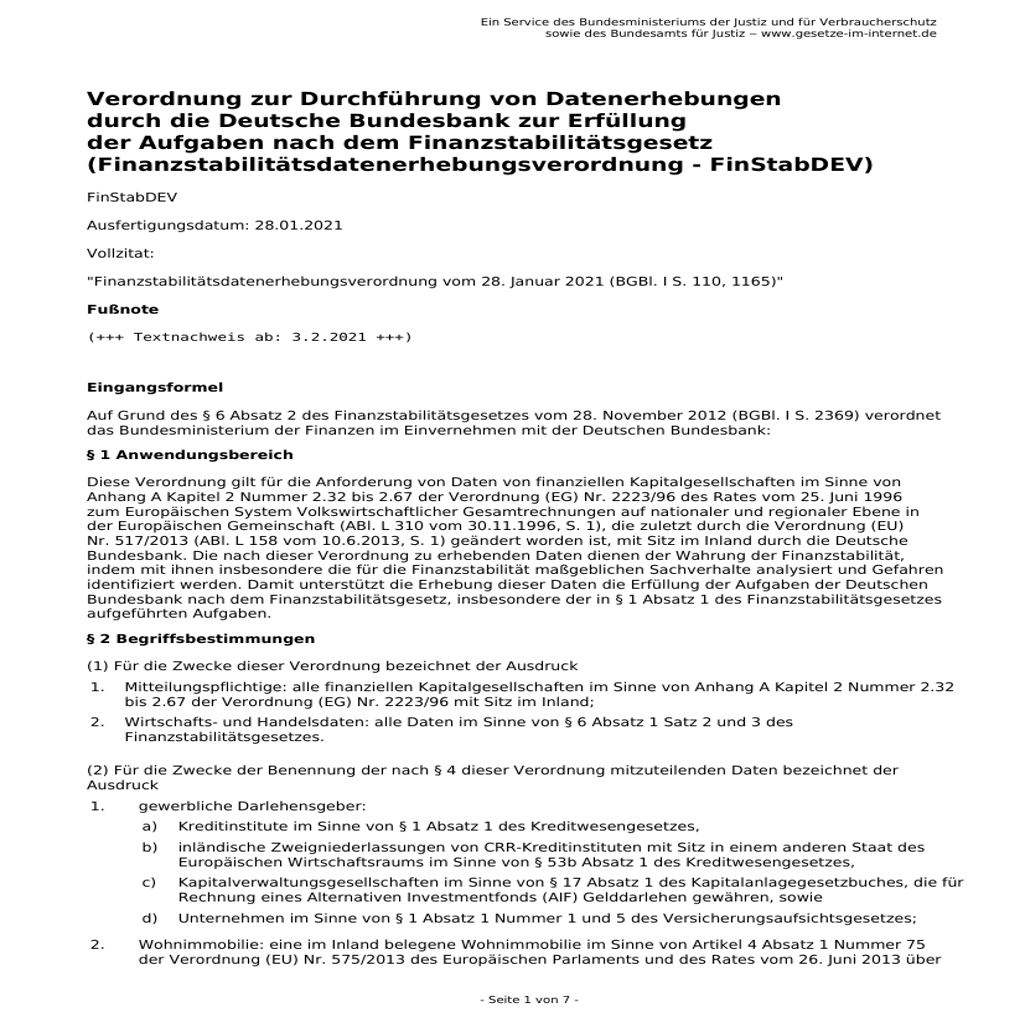 Ein Service des Bundesministeriums der Justiz und für Verbraucherschutz
sowie des Bundesamts für Justiz – www.gesetze-im-internet.de
Verordnung zur Durchführung von Datenerhebungen
durch die Deutsche Bundesbank zur Erfüllung
der Aufgaben nach dem Finanzstabilitätsgesetz
(Finanzstabilitätsdatenerhebungsverordnung - FinStabDEV)
FinStabDEV
Ausfertigungsdatum: 28.01.2021
Vollzitat:
"Finanzstabilitätsdatenerhebungsverordnung vom 28. Januar 2021 (BGBl. I S. 110, 1165)"
Fußnote
(+++ Textnachweis ab: 3.2.2021 +++)
Eingangsformel
Auf Grund des § 6 Absatz 2 des Finanzstabilitätsgesetzes vom 28. November 2012 (BGBl. I S. 2369) verordnet
das Bundesministerium der Finanzen im Einvernehmen mit der Deutschen Bundesbank:
§ 1 Anwendungsbereich
Diese Verordnung gilt für die Anforderung von Daten von finanziellen Kapitalgesellschaften im Sinne von
Anhang A Kapitel 2 Nummer 2.32 bis 2.67 der Verordnung (EG) Nr. 2223/96 des Rates vom 25. Juni 1996
zum Europäischen System Volkswirtschaftlicher Gesamtrechnungen auf nationaler und regionaler Ebene in
der Europäischen Gemeinschaft (ABl. L 310 vom 30.11.1996, S. 1), die zuletzt durch die Verordnung (EU)
Nr. 517/2013 (ABl. L 158 vom 10.6.2013, S. 1) geändert worden ist, mit Sitz im Inland durch die Deutsche
Bundesbank. Die nach dieser Verordnung zu erhebenden Daten dienen der Wahrung der Finanzstabilität,
indem mit ihnen insbesondere die für die Finanzstabilität maßgeblichen Sachverhalte analysiert und Gefahren
identifiziert werden. Damit unterstützt die Erhebung dieser Daten die Erfüllung der Aufgaben der Deutschen
Bundesbank nach dem Finanzstabilitätsgesetz, insbesondere der in § 1 Absatz 1 des Finanzstabilitätsgesetzes
aufgeführten Aufgaben.
§ 2 Begriffsbestimmungen
(1) Für die Zwecke dieser Verordnung bezeichnet der Ausdruck
1. Mitteilungspflichtige: alle finanziellen Kapitalgesellschaften im Sinne von Anhang A Kapitel 2 Nummer 2.32
bis 2.67 der Verordnung (EG) Nr. 2223/96 mit Sitz im Inland;
2. Wirtschafts- und Handelsdaten: alle Daten im Sinne von § 6 Absatz 1 Satz 2 und 3 des
Finanzstabilitätsgesetzes.
(2) Für die Zwecke der Benennung der nach § 4 dieser Verordnung mitzuteilenden Daten bezeichnet der
Ausdruck
1. gewerbliche Darlehensgeber:
a) Kreditinstitute im Sinne von § 1 Absatz 1 des Kreditwesengesetzes,
b) inländische Zweigniederlassungen von CRR-Kreditinstituten mit Sitz in einem anderen Staat des
Europäischen Wirtschaftsraums im Sinne von § 53b Absatz 1 des Kreditwesengesetzes,
c) Kapitalverwaltungsgesellschaften im Sinne von § 17 Absatz 1 des Kapitalanlagegesetzbuches, die für
Rechnung eines Alternativen Investmentfonds (AIF) Gelddarlehen gewähren, sowie
d) Unternehmen im Sinne von § 1 Absatz 1 Nummer 1 und 5 des Versicherungsaufsichtsgesetzes;
2. Wohnimmobilie: eine im Inland belegene Wohnimmobilie im Sinne von Artikel 4 Absatz 1 Nummer 75
der Verordnung (EU) Nr. 575/2013 des Europäischen Parlaments und des Rates vom 26. Juni 2013 über
- Seite 1 von 7 -